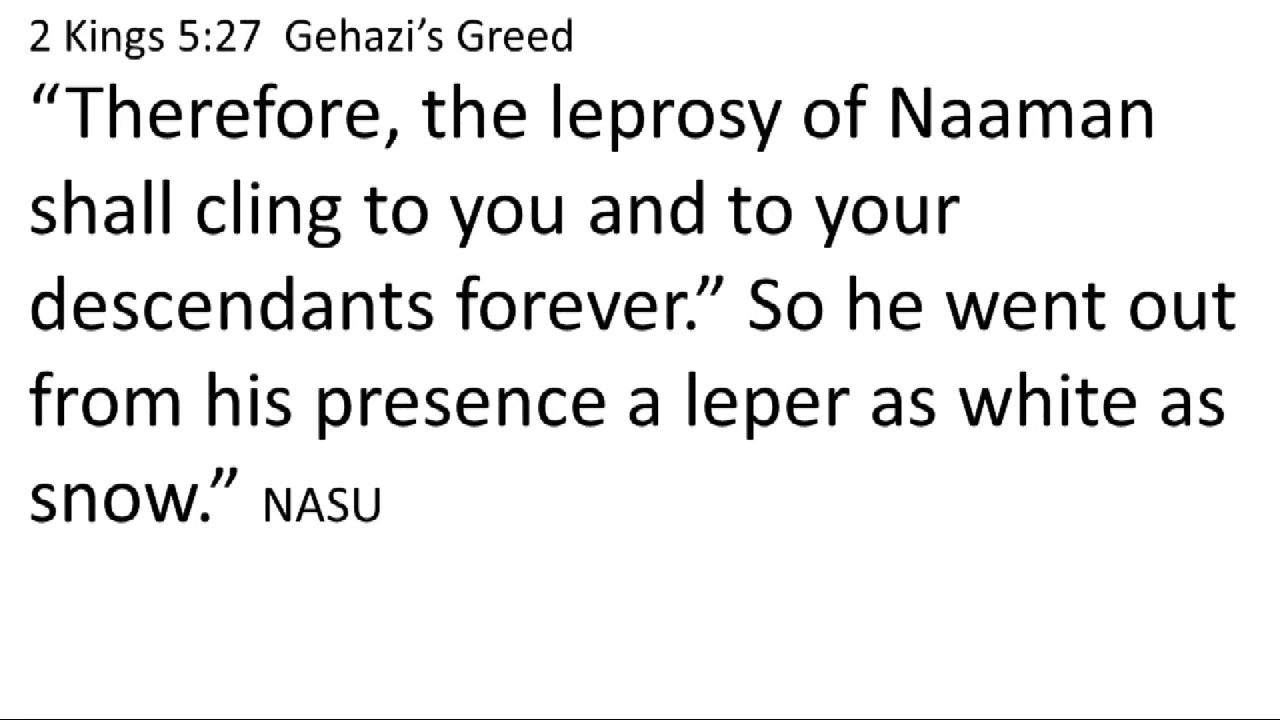 2 Kings 5:27  Gehazi’s Greed
“Therefore, the leprosy of Naaman
shall cling to you and to your
descendants forever.” So he went out
from his presence a leper as white as
snow.” NASU